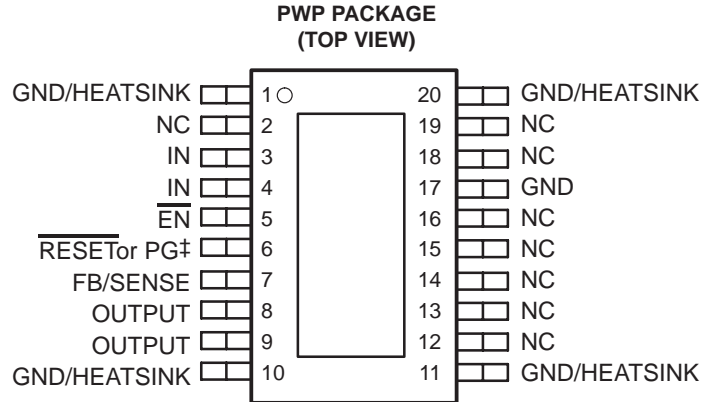 PWP PACKAGE
(TOP VIEW)
GND/HEATSINK 1 20 GND/HEATSINK
NC 2 19 NC
IN 3 18 NC
IN 4 17 GND
EN 5 16 NC
RESETor PG‡ 6 15 NC
FB/SENSE 7 14 NC
OUTPUT 8 13 NC
OUTPUT 9 12 NC
GND/HEATSINK 10 11 GND/HEATSINK